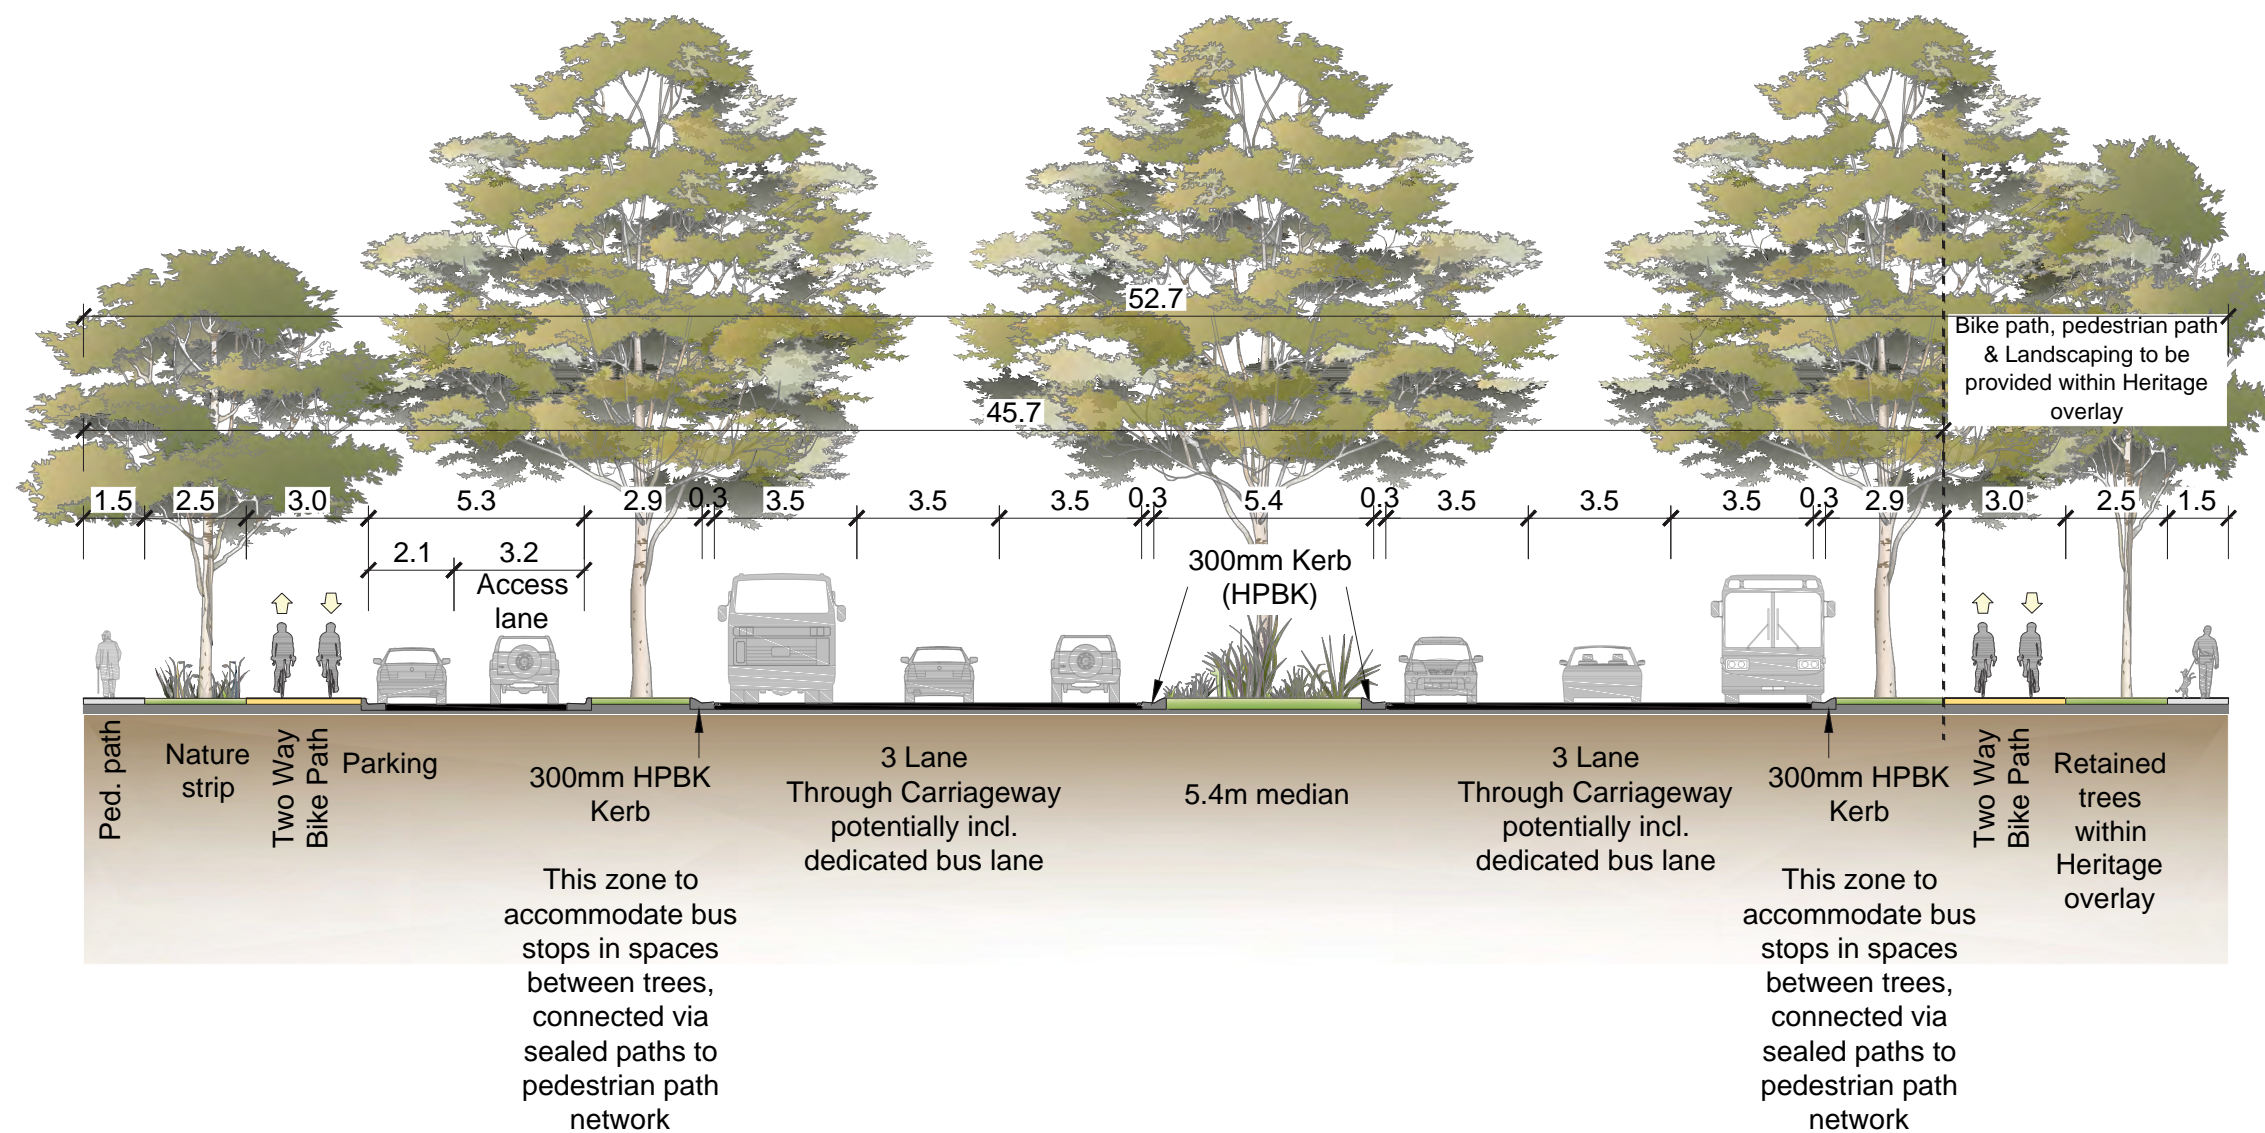 52.7
Bike path, pedestrian path
& Landscaping to be
provided within Heritage
overlay
45.7
1.5 2.5 3.0 5.3 2.9 0.3 3.5 3.5 3.5 0.3 5.4 0.3 3.5 3.5 3.5 0.3 2.9 3.0 2.5 1.5
2.1 3.2
Access
lane
300mm Kerb
(HPBK)
Ped. path
Nature
strip
Two Way
Bike Path
Parking
300mm HPBK
Kerb
This zone to
accommodate bus
stops in spaces
between trees,
connected via
sealed paths to
pedestrian path
network
3 Lane
Through Carriageway
potentially incl.
dedicated bus lane
5.4m median
3 Lane
Through Carriageway
potentially incl.
dedicated bus lane
300mm HPBK
Kerb
This zone to
accommodate bus
stops in spaces
between trees,
connected via
sealed paths to
pedestrian path
network
Two Way
Bike Path
Retained
trees
within
Heritage
overlay